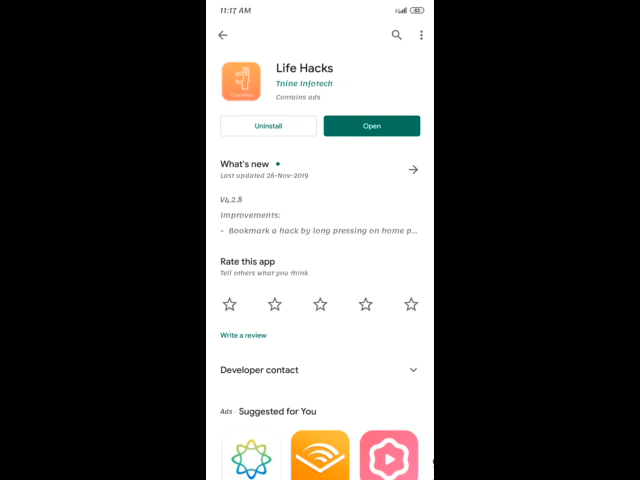 11:17 AM
82
Life Hacks
Tnine Infotech
Contains ads
Uninstall
Open
What's new
Last updated 26-Nov-2019
V4.2.8
Improvements:
- Bookmark a hack by long pressing on home p...
Rate this app
Tell others what you think
Write a review
Developer contact
Ads · Suggested for You